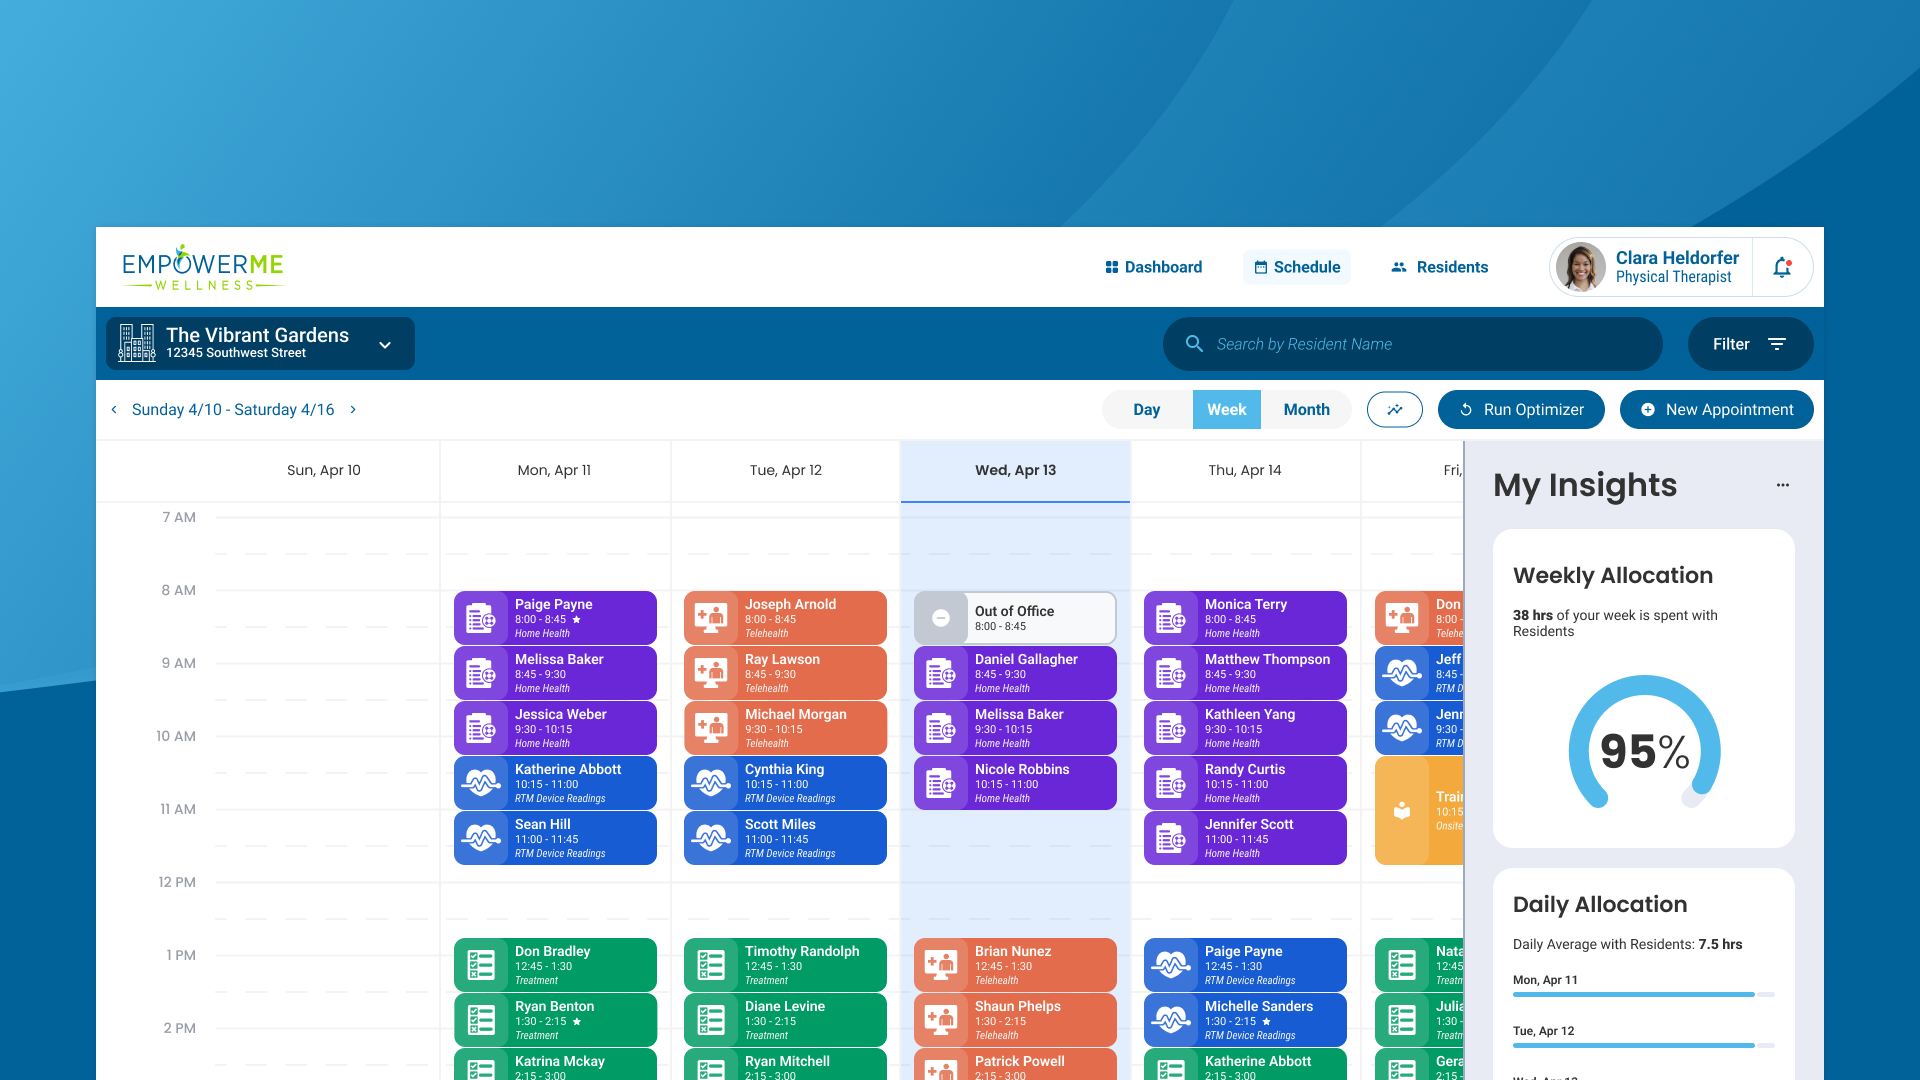 EMPOWERME
WELLNESS
Dashboard
Schedule
Residents
Clara Heldorfer
Physical Therapist
The Vibrant Gardens
12345 Southwest Street
Search by Resident Name
Filter
Sunday 4/10 - Saturday 4/16
Day
Week
Month
Run Optimizer
New Appointment
Sun, Apr 10
Mon, Apr 11
Tue, Apr 12
Wed, Apr 13
Thu, Apr 14
Fri,
7 AM
8 AM
9 AM
10 AM
11 AM
12 PM
1 PM
2 PM
Paige Payne
8:00 - 8:45
Home Health
Melissa Baker
8:45 - 9:30
Home Health
Jessica Weber
9:30 - 10:15
Home Health
Katherine Abbott
10:15 - 11:00
RTM Device Readings
Sean Hill
11:00 - 11:45
RTM Device Readings
Don Bradley
12:45 - 1:30
Treatment
Ryan Benton
1:30 - 2:15
Treatment
Katrina Mckay
2:15 - 3:00
Joseph Arnold
8:00 - 8:45
Telehealth
Ray Lawson
8:45 - 9:30
Telehealth
Michael Morgan
9:30 - 10:15
Telehealth
Cynthia King
10:15 - 11:00
RTM Device Readings
Scott Miles
11:00 - 11:45
RTM Device Readings
Timothy Randolph
12:45 - 1:30
Treatment
Diane Levine
1:30 - 2:15
Treatment
Ryan Mitchell
2:15 - 3:00
Out of Office
8:00 - 8:45
Daniel Gallagher
8:45 - 9:30
Home Health
Melissa Baker
9:30 - 10:15
Home Health
Nicole Robbins
10:15 - 11:00
Home Health
Brian Nunez
12:45 - 1:30
Telehealth
Shaun Phelps
1:30 - 2:15
Telehealth
Patrick Powell
2:15 - 3:00
Monica Terry
8:00 - 8:45
Home Health
Matthew Thompson
8:45 - 9:30
Home Health
Kathleen Yang
9:30 - 10:15
Home Health
Randy Curtis
10:15 - 11:00
Home Health
Jennifer Scott
11:00 - 11:45
Home Health
Paige Payne
12:45 - 1:30
RTM Device Readings
Michelle Sanders
1:30 - 2:15
RTM Device Readings
Katherine Abbott
2:15 - 3:00
Don
8:00 -
Telehe
Jeff
8:45 -
RTM D
Jenn
9:30 -
RTM D
Train
10:15
Onsite
Nata
12:45
Treatm
Julia
1:30 -
Treatm
Gera
2:15 -
My Insights
Weekly Allocation
38 hrs of your week is spent with
Residents
95%
Daily Allocation
Daily Average with Residents: 7.5 hrs
Mon, Apr 11
Tue, Apr 12
Wed, Apr 13